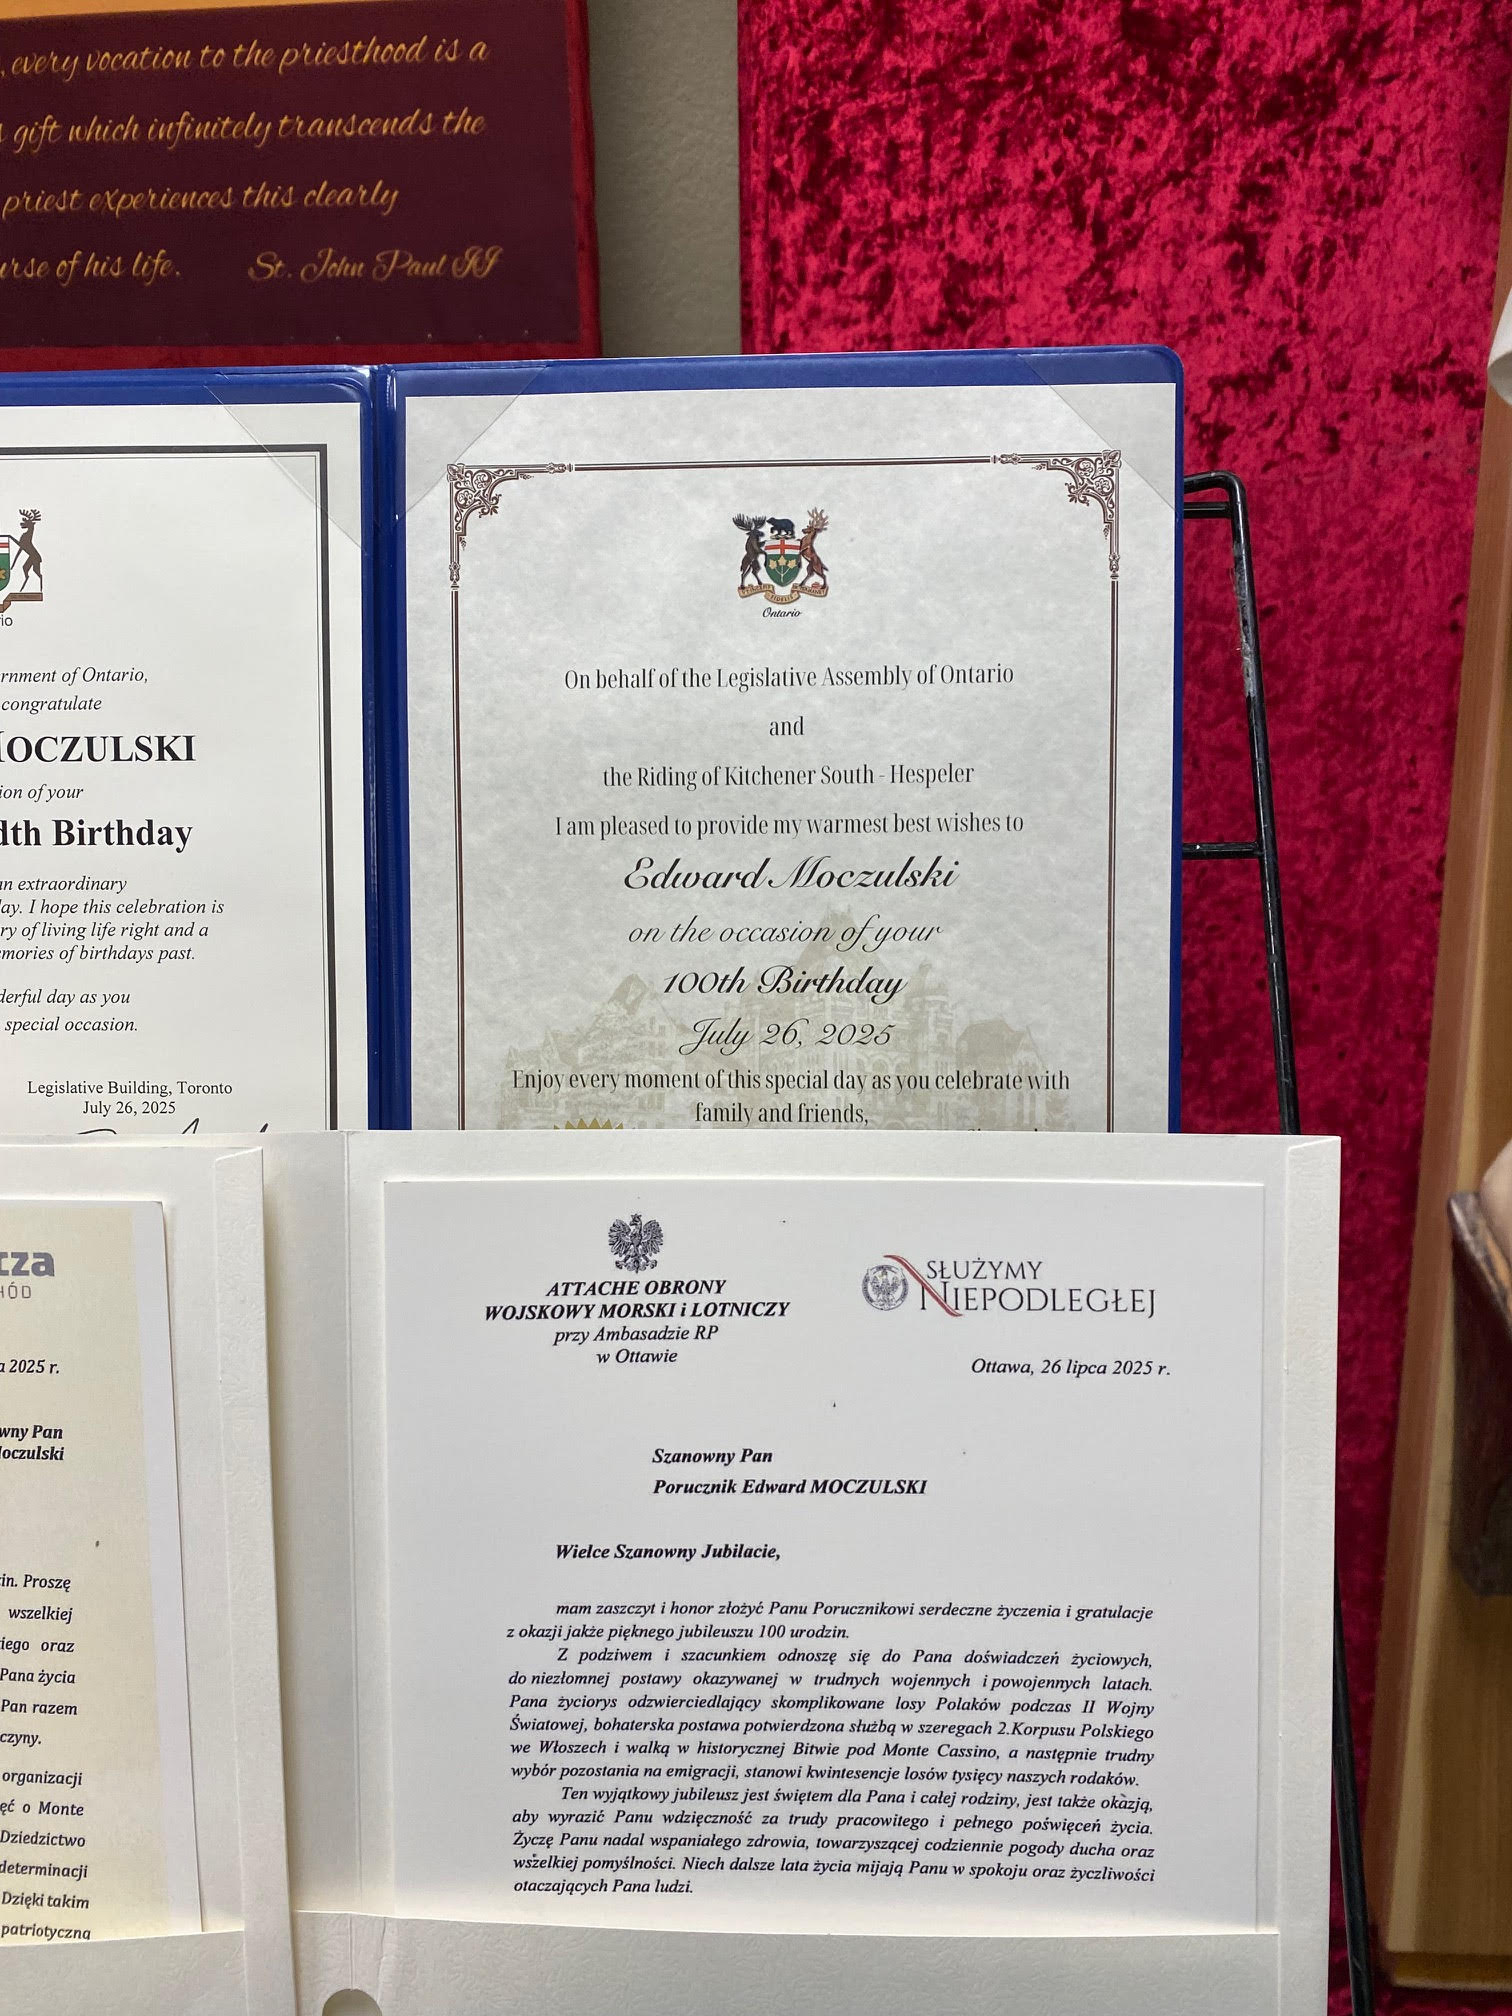 , every vocation to the priesthood is a
gift which infinitely transcends the
priest experiences this clearly
of his life. St. John Paul II
Government of Ontario,
congratulate
MOCZULSKI
of your
Birthday
extraordinary
I hope this celebration is
of living life right and a
memories of birthdays past.
day as you
special occasion.
Legislative Building, Toronto
July 26, 2025
Ontario
On behalf of the Legislative Assembly of Ontario
and
the Riding of Kitchener South - Hespeler
I am pleased to provide my warmest best wishes to
Edward Moczulski
on the occasion of your
100th Birthday
July 26, 2025
Enjoy every moment of this special day as you celebrate with
family and friends,
cza
HÓD
2025 r.
wny Pan
Moczulski
in. Proszę
wszelkiej
iego oraz
Pana życia
Pan razem
czyny.
organizacji
ęć o Monte
Dziedzictwo
determinacji
Dzięki takim
patriotyczną
ATTACHE OBRONY
WOJSKOWY MORSKI i LOTNICZY
przy Ambasadzie RP
w Ottawie
SŁUŻYMY
NIEPODLEGŁEJ
Ottawa, 26 lipca 2025 r.
Szanowny Pan
Porucznik Edward MOCZULSKI
Wielce Szanowny Jubilacie,
mam zaszczyt i honor złożyć Panu Porucznikowi serdeczne życzenia i gratulacje
z okazji jakże pięknego jubileuszu 100 urodzin.
Z podziwem i szacunkiem odnoszę się do Pana doświadczeń życiowych,
do niezłomnej postawy okazywanej w trudnych wojennych i powojennych latach.
Pana życiorys odzwierciedlający skomplikowane losy Polaków podczas II Wojny
Światowej, bohaterska postawa potwierdzona służbą w szeregach 2.Korpusu Polskiego
we Włoszech i walką w historycznej Bitwie pod Monte Cassino, a następnie trudny
wybór pozostania na emigracji, stanowi kwintesencje losów tysięcy naszych rodaków.
Ten wyjątkowy jubileusz jest świętem dla Pana i całej rodziny, jest także okazją,
aby wyrazić Panu wdzięczność za trudy pracowitego i pełnego poświęceń życia.
Życzę Panu nadal wspaniałego zdrowia, towarzyszącej codziennie pogody ducha oraz
wszelkiej pomyślności. Niech dalsze lata życia mijają Panu w spokoju oraz życzliwości
otaczających Pana ludzi.